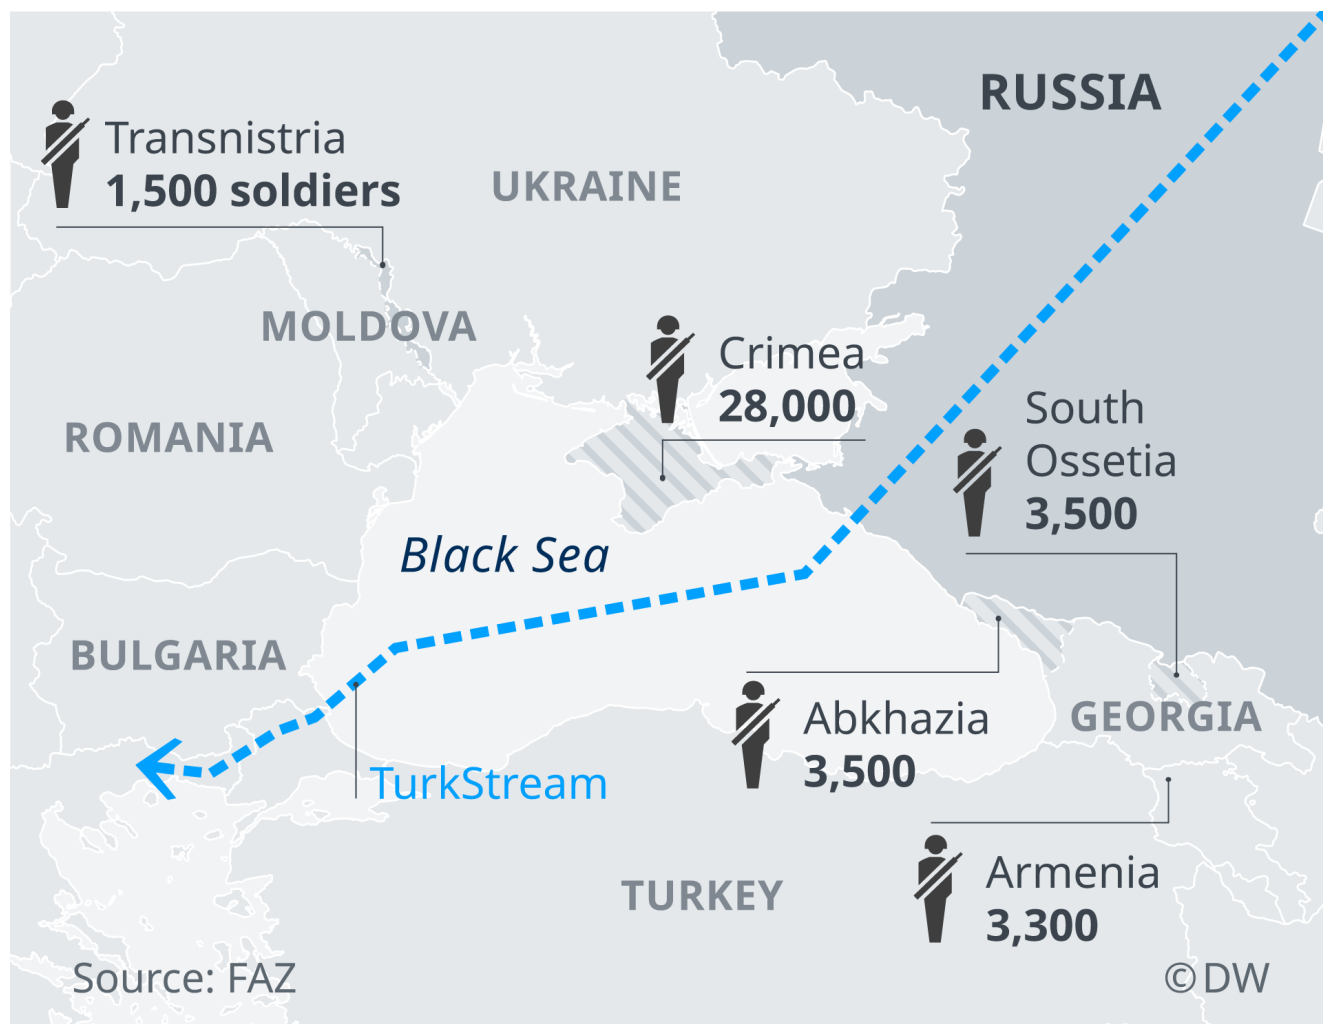 RUSSIA
Transnistria
1,500 soldiers
UKRAINE
MOLDOVA
Crimea
28,000
South
Ossetia
3,500
ROMANIA
Black Sea
BULGARIA
Abkhazia
3,500
GEORGIA
TurkStream
Armenia
3,300
TURKEY
Source: FAZ
© DW